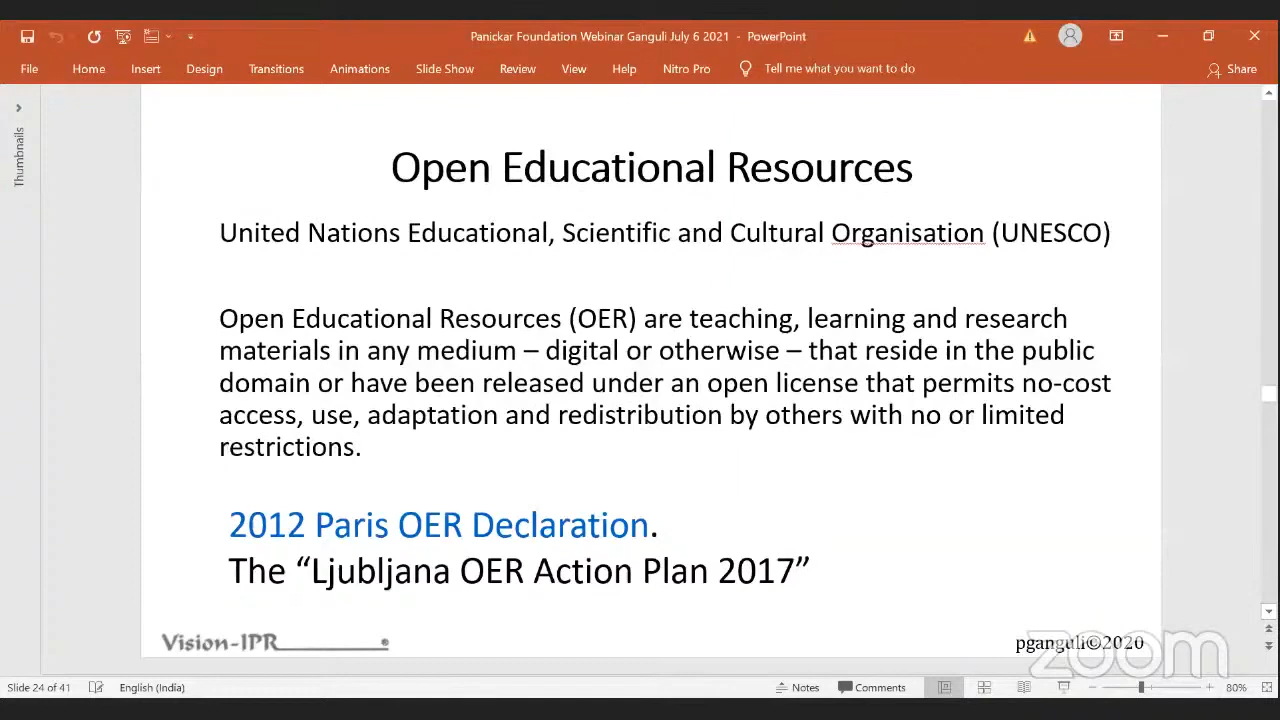 Panickar Foundation Webinar Ganguli July 6 2021 - PowerPoint
File Home Insert Design Transitions Animations Slide Show Review View Help Nitro Pro Tell me what you want to do Share
Thumbnails
Open Educational Resources
United Nations Educational, Scientific and Cultural Organisation (UNESCO)
Open Educational Resources (OER) are teaching, learning and research
materials in any medium – digital or otherwise – that reside in the public
domain or have been released under an open license that permits no-cost
access, use, adaptation and redistribution by others with no or limited
restrictions.
2012 Paris OER Declaration.
The “Ljubljana OER Action Plan 2017”
Vision-IPR
pganguli©2020
zoom
Slide 24 of 41 English (India) Notes Comments 80%